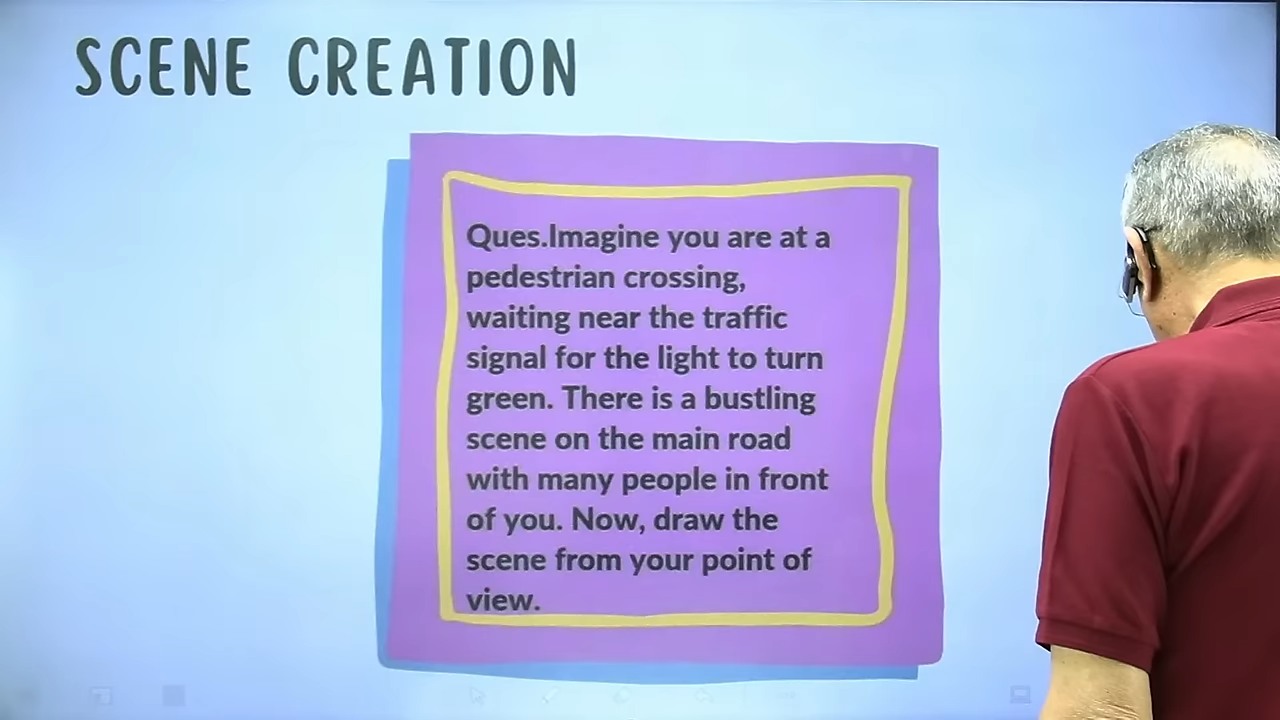 SCENE CREATION
Ques.Imagine you are at a
pedestrian crossing,
waiting near the traffic
signal for the light to turn
green. There is a bustling
scene on the main road
with many people in front
of you. Now, draw the
scene from your point of
view.